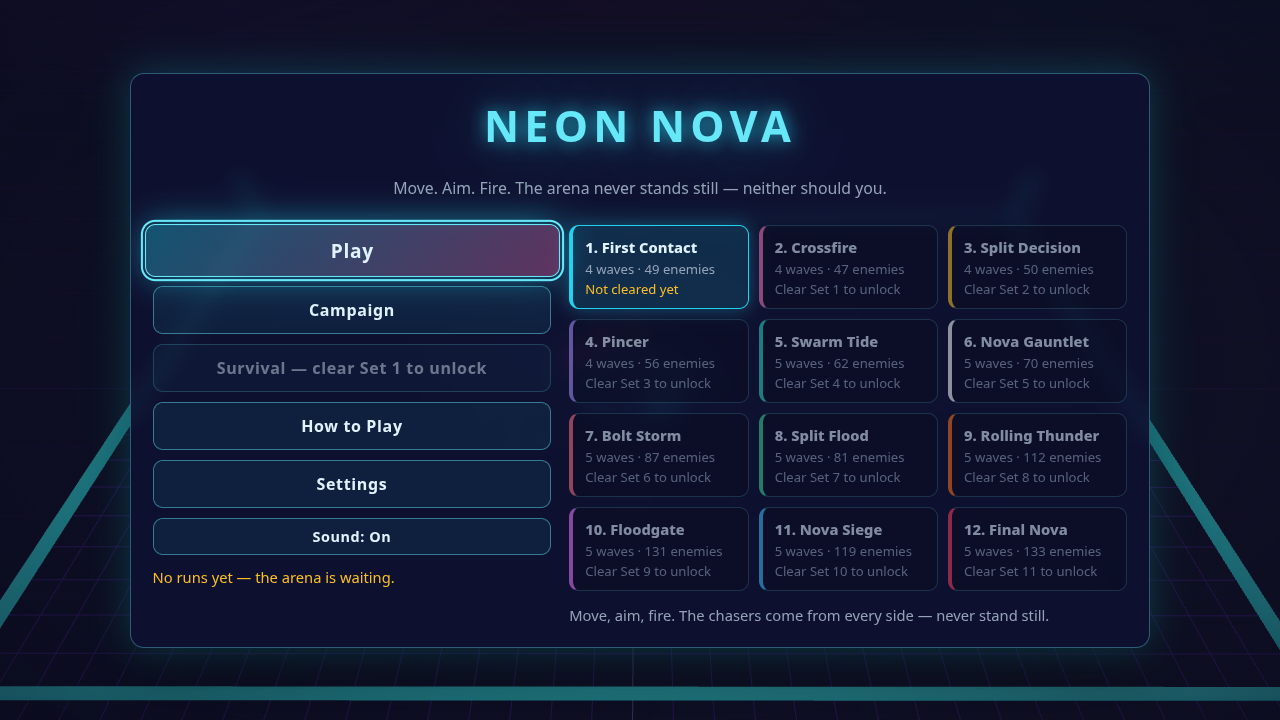 NEON NOVA
Move. Aim. Fire. The arena never stands still — neither should you.
Play
Campaign
Survival — clear Set 1 to unlock
How to Play
Settings
Sound: On
No runs yet — the arena is waiting.
1. First Contact
4 waves · 49 enemies
Not cleared yet
2. Crossfire
4 waves · 47 enemies
Clear Set 1 to unlock
3. Split Decision
4 waves · 50 enemies
Clear Set 2 to unlock
4. Pincer
4 waves · 56 enemies
Clear Set 3 to unlock
5. Swarm Tide
5 waves · 62 enemies
Clear Set 4 to unlock
6. Nova Gauntlet
5 waves · 70 enemies
Clear Set 5 to unlock
7. Bolt Storm
5 waves · 87 enemies
Clear Set 6 to unlock
8. Split Flood
5 waves · 81 enemies
Clear Set 7 to unlock
9. Rolling Thunder
5 waves · 112 enemies
Clear Set 8 to unlock
10. Floodgate
5 waves · 131 enemies
Clear Set 9 to unlock
11. Nova Siege
5 waves · 119 enemies
Clear Set 10 to unlock
12. Final Nova
5 waves · 133 enemies
Clear Set 11 to unlock
Move, aim, fire. The chasers come from every side — never stand still.